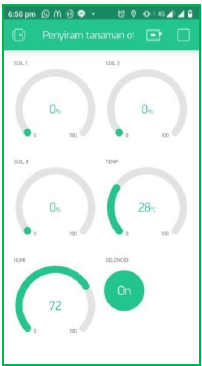 6:50 pm 4G
Penyiram tanaman ot
SOIL 1 SOIL 2
0% 0%
0 100 0 100
SOIL 3 TEMP
0% 28°C
0 100 0 100
HUMI SELENOID
72 On
0 100